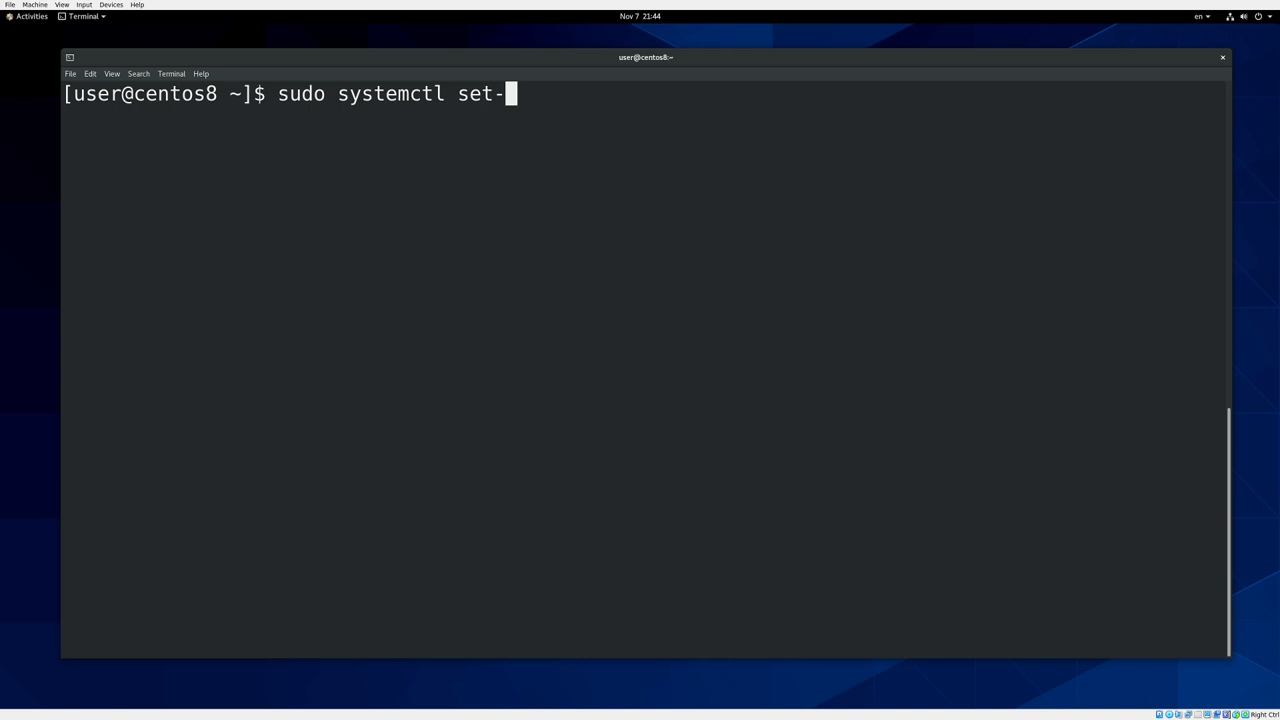 File Machine View Input Devices Help
Activities Terminal Nov 7 21:44 en
user@centos8:~
File Edit View Search Terminal Help
[user@centos8 ~]$ sudo systemctl set-
Right Ctrl